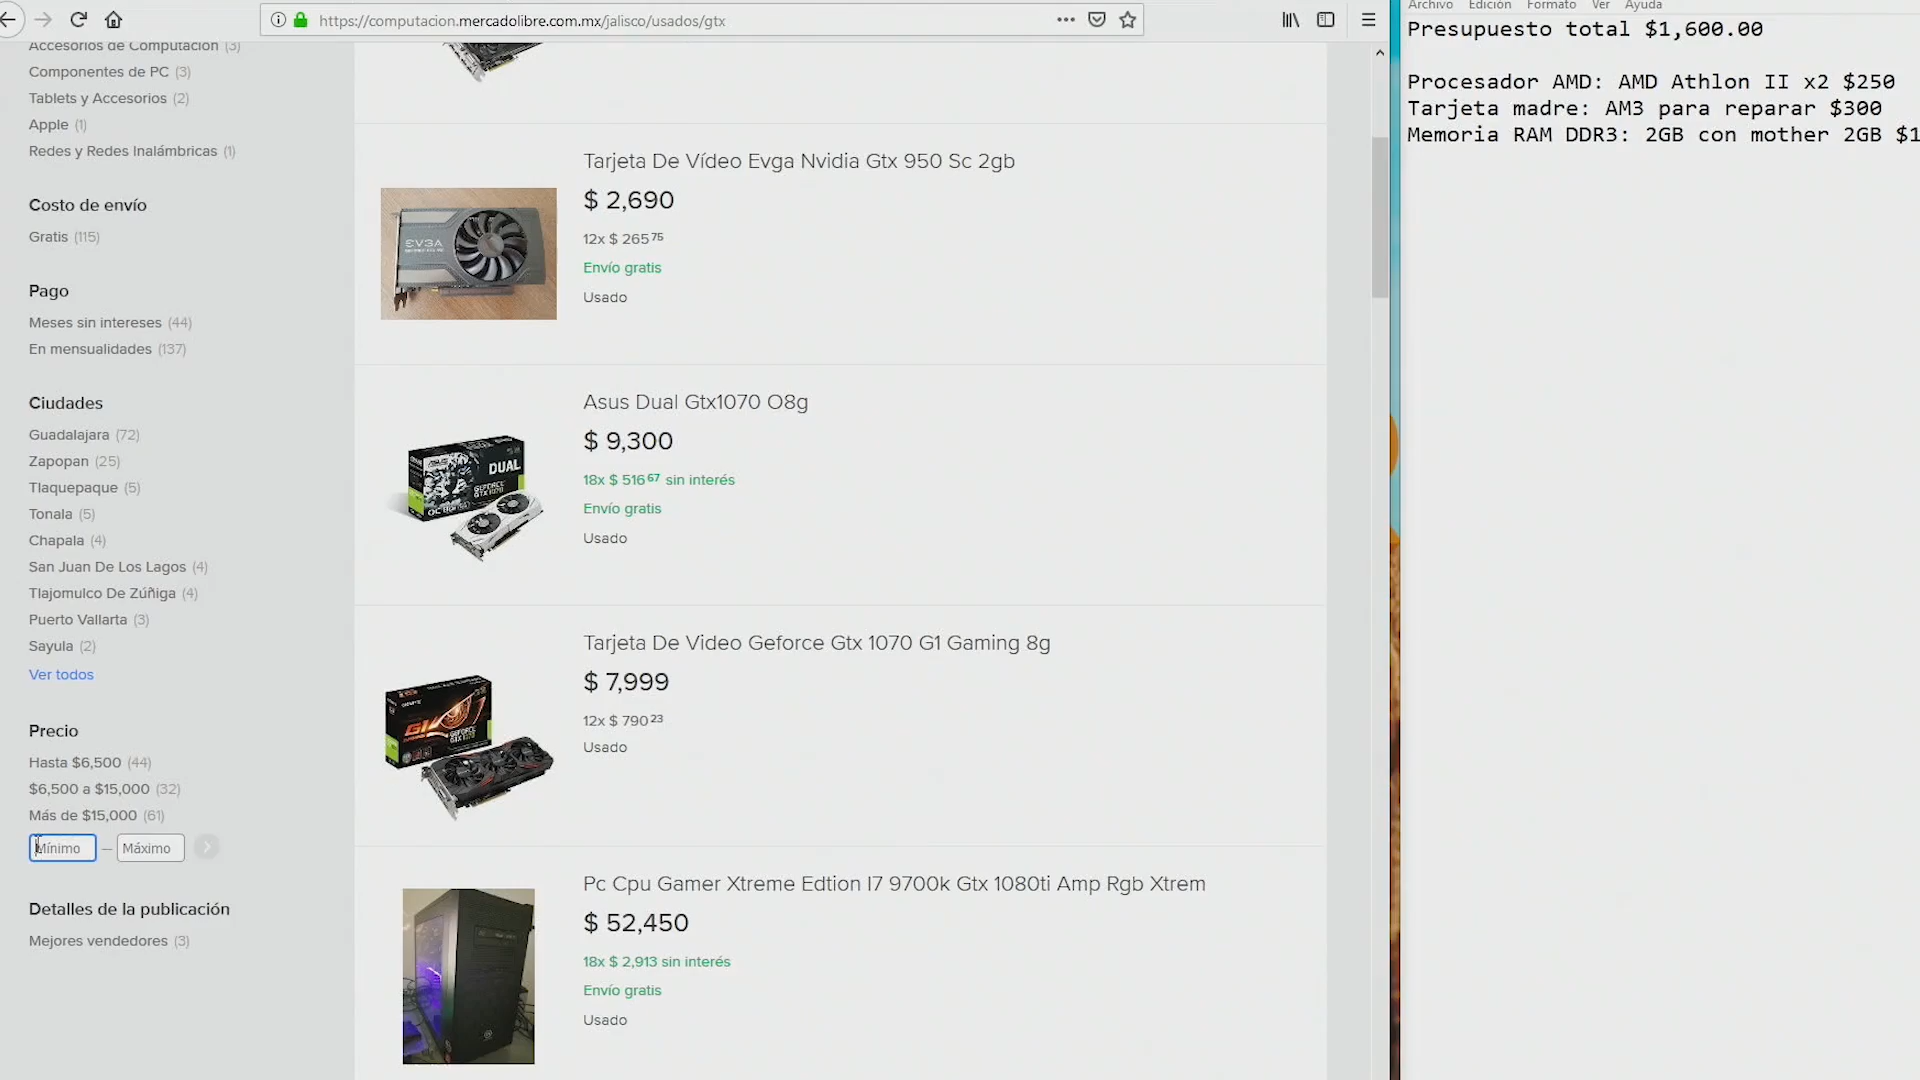 https://computacion.mercadolibre.com.mx/jalisco/usados/gtx
Accesorios de Computación (3)
Componentes de PC (3)
Tablets y Accesorios (2)
Apple (1)
Redes y Redes Inalámbricas (1)
Costo de envío
Gratis (115)
Pago
Meses sin intereses (44)
En mensualidades (137)
Ciudades
Guadalajara (72)
Zapopan (25)
Tlaquepaque (5)
Tonala (5)
Chapala (4)
San Juan De Los Lagos (4)
Tlajomulco De Zúñiga (4)
Puerto Vallarta (3)
Sayula (2)
Ver todos
Precio
Hasta $6,500 (44)
$6,500 a $15,000 (32)
Más de $15,000 (61)
Mínimo — Máximo
Detalles de la publicación
Mejores vendedores (3)
Tarjeta De Vídeo Evga Nvidia Gtx 950 Sc 2gb
$ 2,690
12x $ 265 75
Envío gratis
Usado
EVGA
Asus Dual Gtx1070 O8g
$ 9,300
18x $ 516 67 sin interés
Envío gratis
Usado
DUAL
Tarjeta De Video Geforce Gtx 1070 G1 Gaming 8g
$ 7,999
12x $ 790 23
Usado
G1
Pc Cpu Gamer Xtreme Edtion I7 9700k Gtx 1080ti Amp Rgb Xtrem
$ 52,450
18x $ 2,913 sin interés
Envío gratis
Usado
Archivo Edición Formato Ver Ayuda
Presupuesto total $1,600.00
Procesador AMD: AMD Athlon II x2 $250
Tarjeta madre: AM3 para reparar $300
Memoria RAM DDR3: 2GB con mother 2GB $1